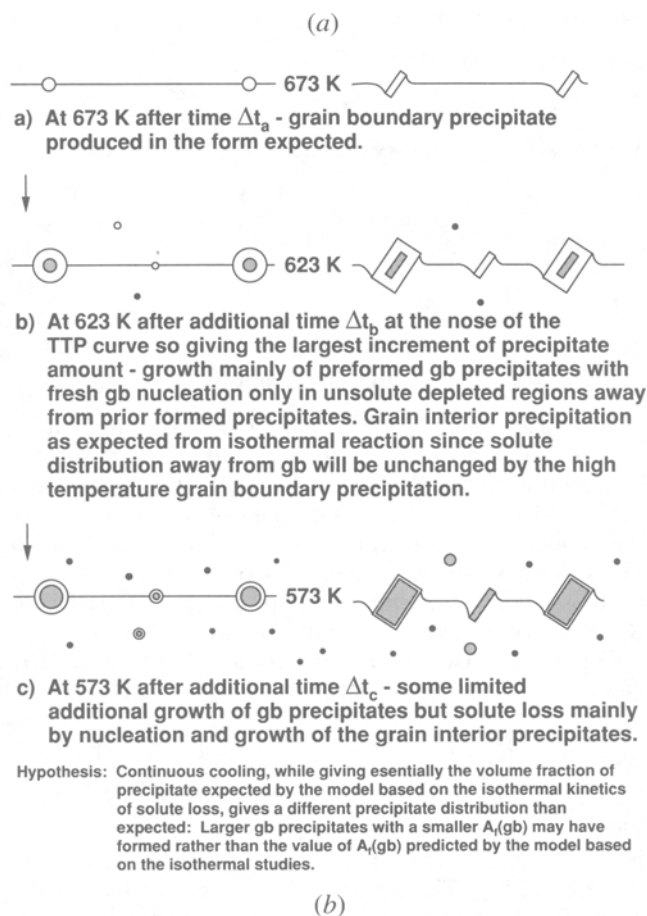 (a)
673 K
a) At 673 K after time Δtₐ - grain boundary precipitate
produced in the form expected.
623 K
b) At 623 K after additional time Δt_b at the nose of the
TTP curve so giving the largest increment of precipitate
amount - growth mainly of preformed gb precipitates with
fresh gb nucleation only in unsolute depleted regions away
from prior formed precipitates. Grain interior precipitation
as expected from isothermal reaction since solute
distribution away from gb will be unchanged by the high
temperature grain boundary precipitation.
573 K
c) At 573 K after additional time Δt_c - some limited
additional growth of gb precipitates but solute loss mainly
by nucleation and growth of the grain interior precipitates.
Hypothesis: Continuous cooling, while giving esentially the volume fraction of
precipitate expected by the model based on the isothermal kinetics
of solute loss, gives a different precipitate distribution than
expected: Larger gb precipitates with a smaller A_f(gb) may have
formed rather than the value of A_f(gb) predicted by the model based
on the isothermal studies.
(b)